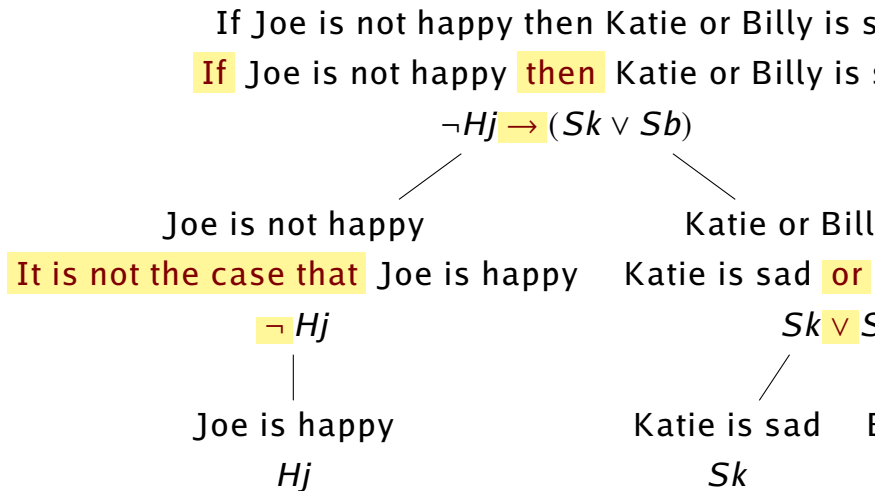 If Joe is not happy then Katie or Billy is
If Joe is not happy then Katie or Billy is
¬Hj → (Sk ∨ Sb)
Joe is not happy Katie or
It is not the case that Joe is happy Katie is sad or
¬ Hj Sk ∨
Joe is happy Katie is sad
Hj Sk